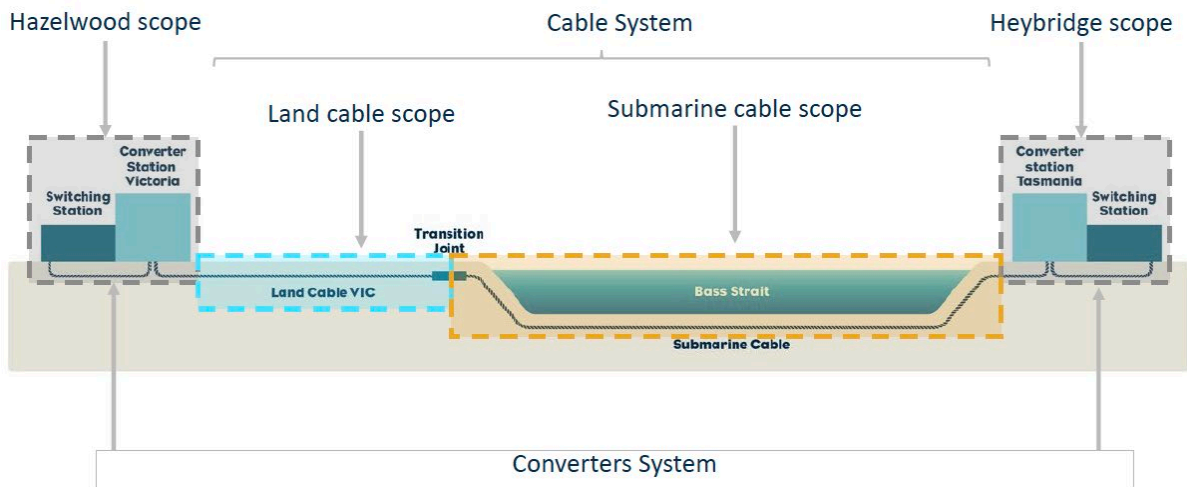 Hazelwood scope
Cable System
Heybridge scope
Land cable scope
Submarine cable scope
Converter
Station
Victoria
Switching
Station
Converter
station
Tasmania
Switching
Station
Transition
Joint
Land Cable VIC
Bass Strait
Submarine Cable
Converters System